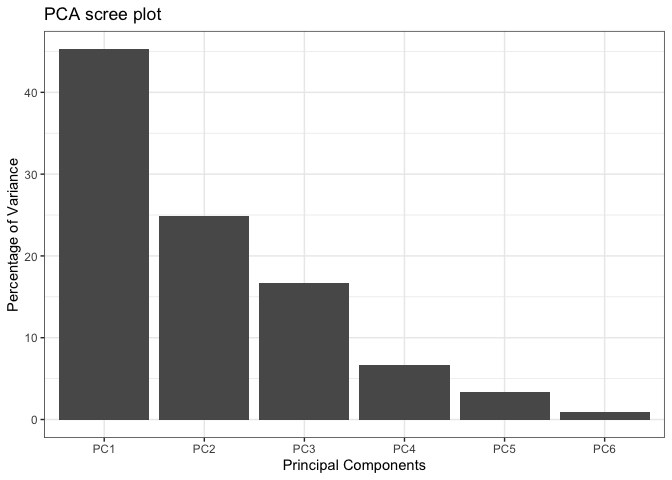 PCA scree plot
Percentage of Variance
40
30
20
10
0
PC1 PC2 PC3 PC4 PC5 PC6
Principal Components